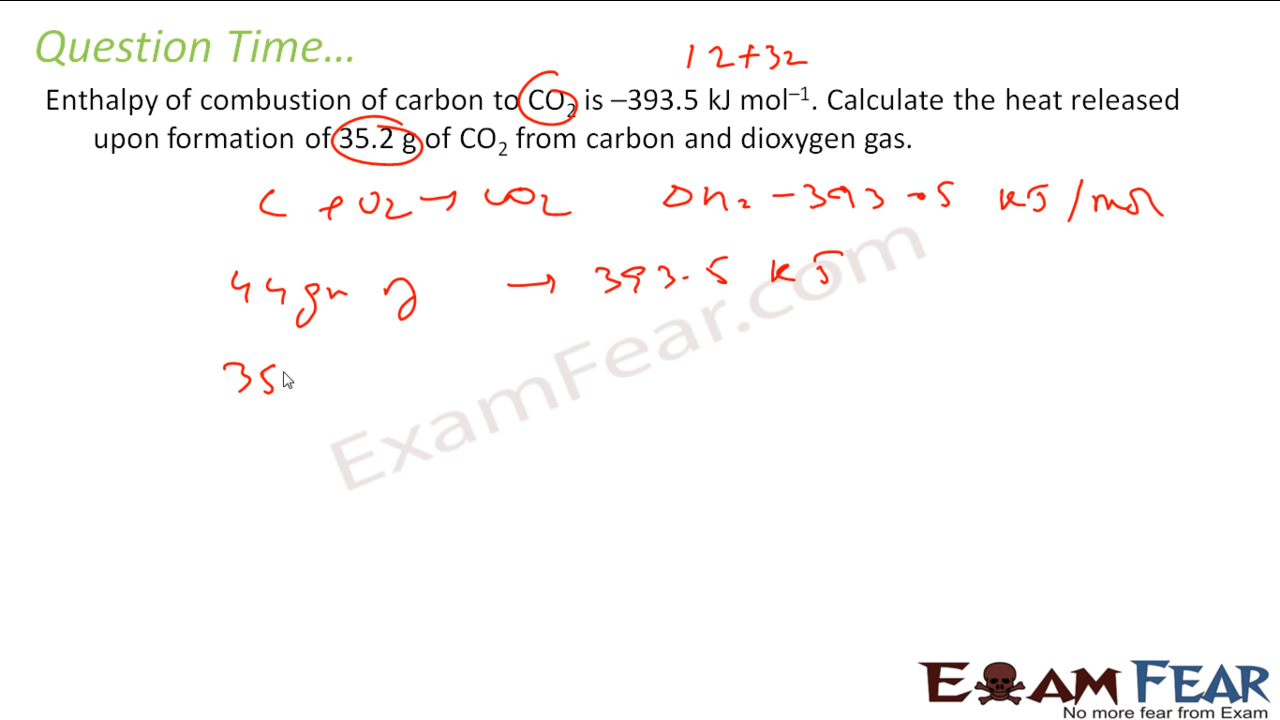 Question Time...
12+32
Enthalpy of combustion of carbon to CO₂ is –393.5 kJ mol⁻¹. Calculate the heat released
upon formation of 35.2 g of CO₂ from carbon and dioxygen gas.
C + O2 → CO2 ΔH = -393.5 KJ/mol
44gm → 393.5 KJ
35
ExamFear.com
EXAM FEAR
No more fear from Exam